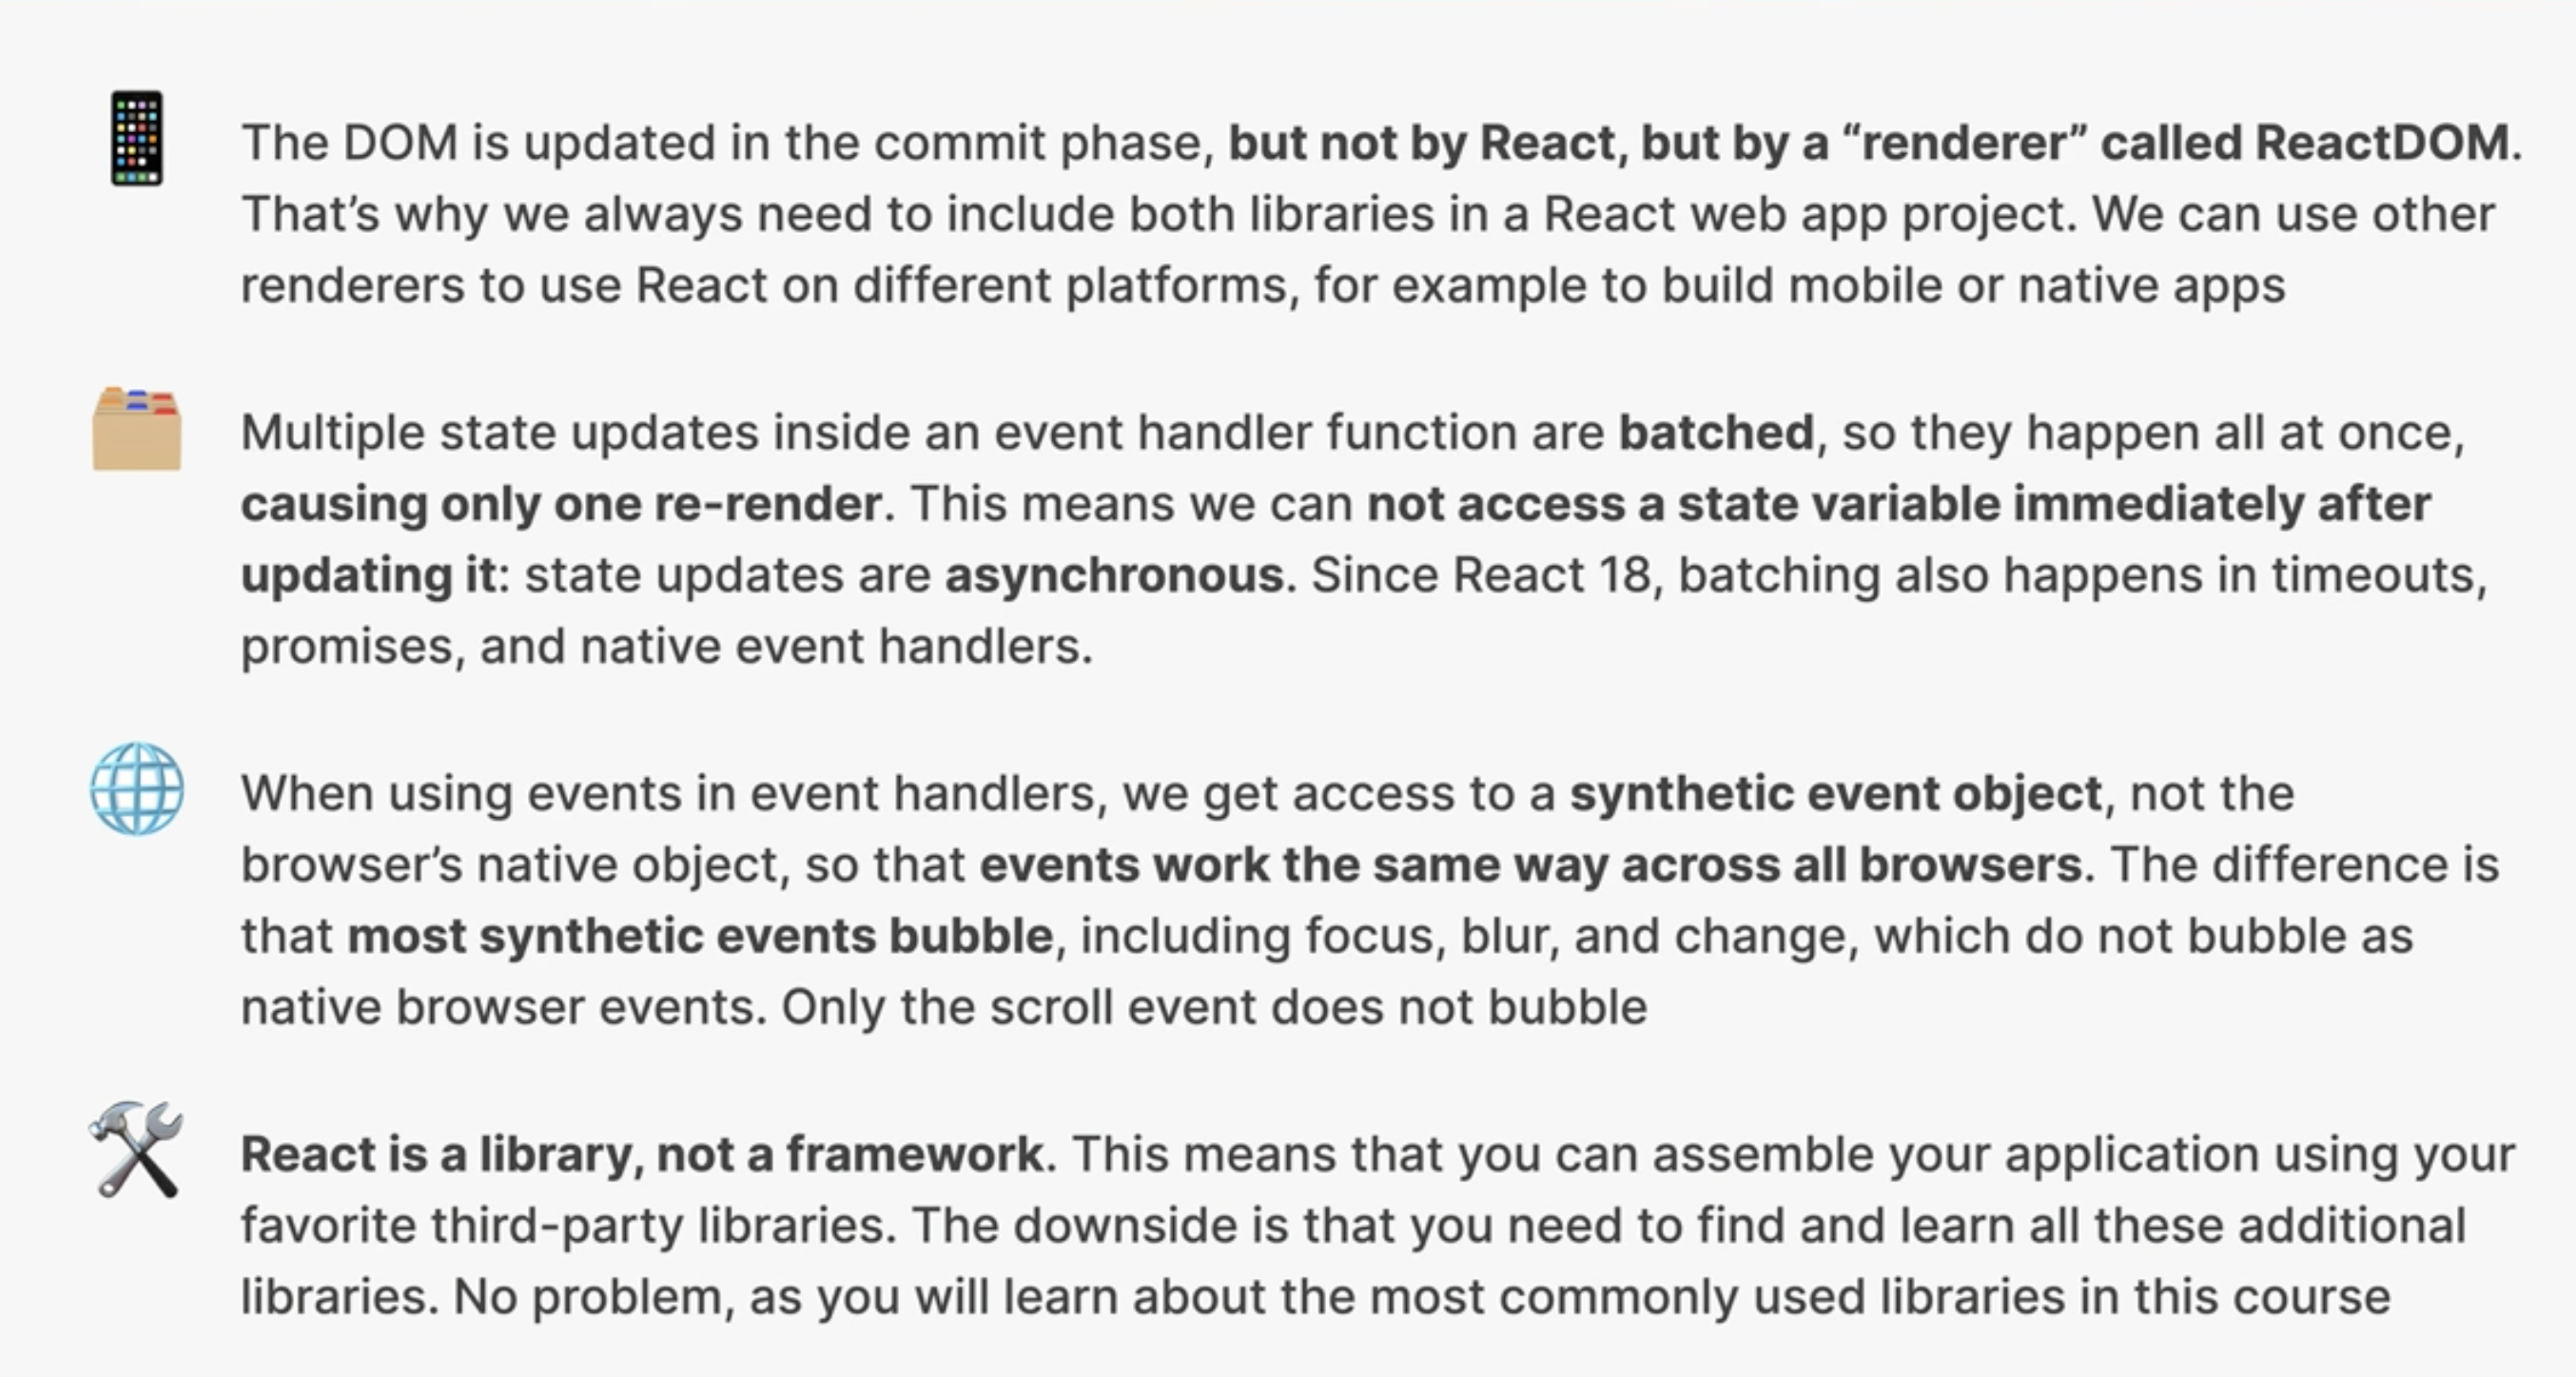 The DOM is updated in the commit phase, but not by React, but by a “renderer” called ReactDOM.
That’s why we always need to include both libraries in a React web app project. We can use other
renderers to use React on different platforms, for example to build mobile or native apps
Multiple state updates inside an event handler function are batched, so they happen all at once,
causing only one re-render. This means we can not access a state variable immediately after
updating it: state updates are asynchronous. Since React 18, batching also happens in timeouts,
promises, and native event handlers.
When using events in event handlers, we get access to a synthetic event object, not the
browser’s native object, so that events work the same way across all browsers. The difference is
that most synthetic events bubble, including focus, blur, and change, which do not bubble as
native browser events. Only the scroll event does not bubble
React is a library, not a framework. This means that you can assemble your application using your
favorite third-party libraries. The downside is that you need to find and learn all these additional
libraries. No problem, as you will learn about the most commonly used libraries in this course